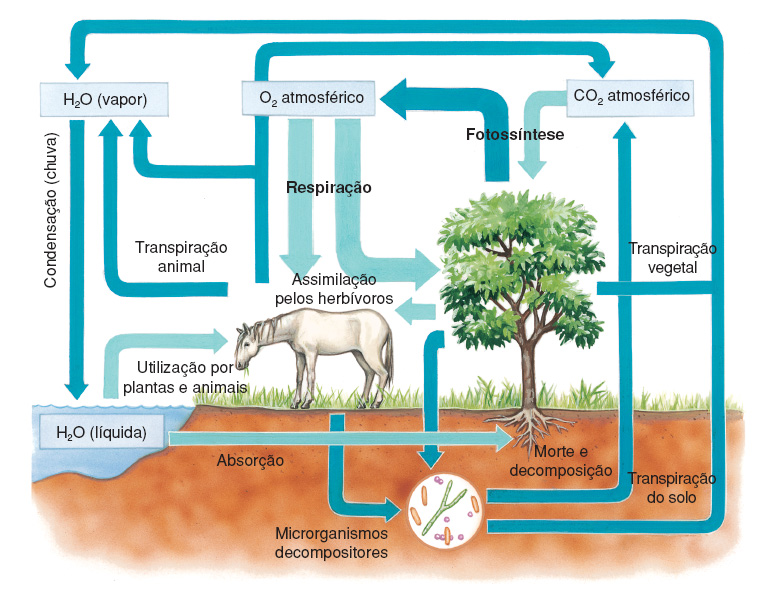 H₂O (vapor)
O₂ atmosférico
CO₂ atmosférico
Fotossíntese
Condensação (chuva)
Respiração
Transpiração
animal
Transpiração
vegetal
Assimilação
pelos herbívoros
Utilização por
plantas e animais
H₂O (líquida)
Absorção
Morte e
decomposição
Transpiração
do solo
Microrganismos
decompositores